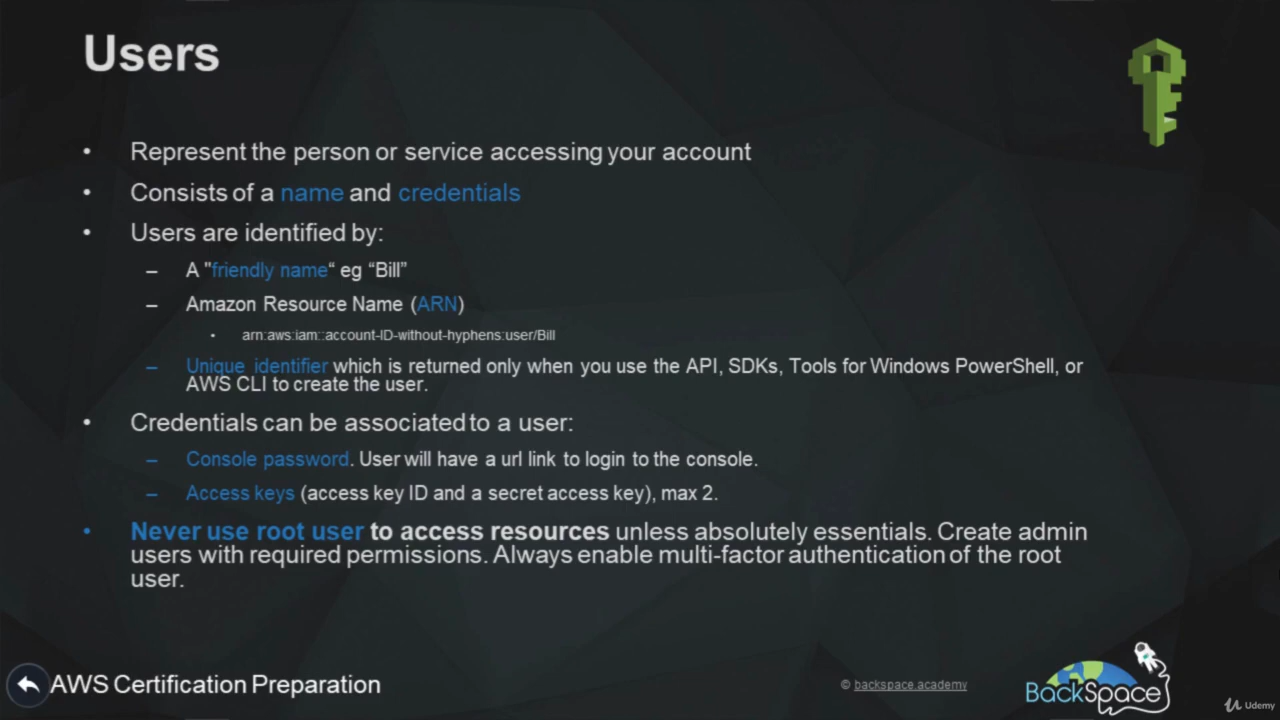 Users
• Represent the person or service accessing your account
• Consists of a name and credentials
• Users are identified by:
– A "friendly name“ eg “Bill”
– Amazon Resource Name (ARN)
• arn:aws:iam::account-ID-without-hyphens:user/Bill
– Unique identifier which is returned only when you use the API, SDKs, Tools for Windows PowerShell, or
AWS CLI to create the user.
• Credentials can be associated to a user:
– Console password. User will have a url link to login to the console.
– Access keys (access key ID and a secret access key), max 2.
• Never use root user to access resources unless absolutely essentials. Create admin
users with required permissions. Always enable multi-factor authentication of the root
user.
AWS Certification Preparation
© backspace.academy
BackSpace
Udemy